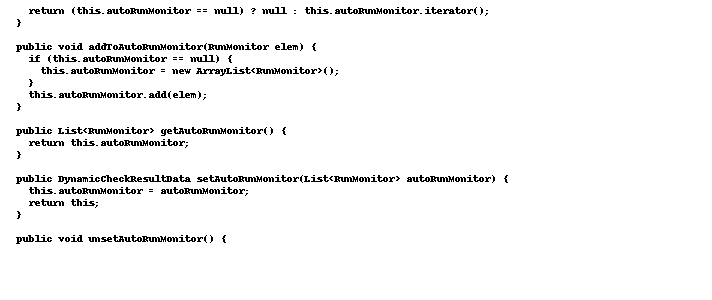 return (this.autoRunMonitor == null) ? null : this.autoRunMonitor.iterator();
}
public void addToAutoRunMonitor(RunMonitor elem) {
if (this.autoRunMonitor == null) {
this.autoRunMonitor = new ArrayList<RunMonitor>();
}
this.autoRunMonitor.add(elem);
}
public List<RunMonitor> getAutoRunMonitor() {
return this.autoRunMonitor;
}
public DynamicCheckResultData setAutoRunMonitor(List<RunMonitor> autoRunMonitor) {
this.autoRunMonitor = autoRunMonitor;
return this;
}
public void unsetAutoRunMonitor() {